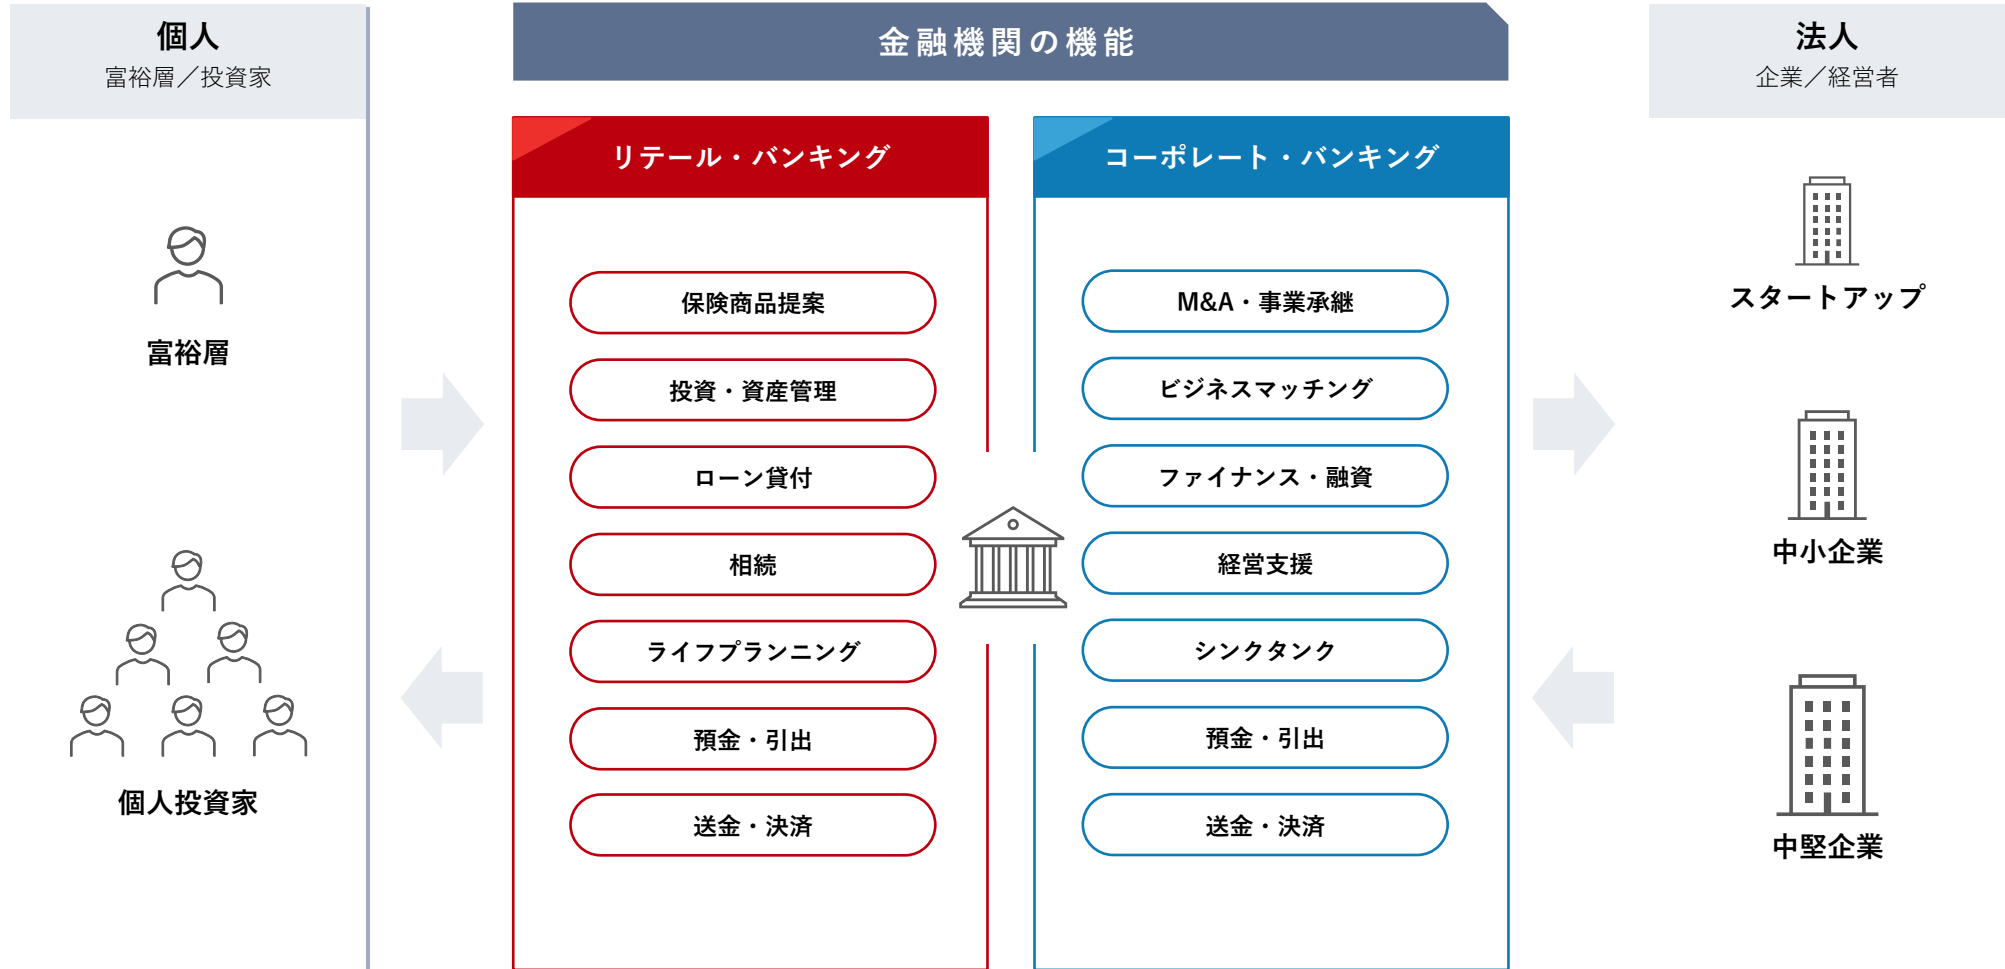 個人
富裕層／投資家
富裕層
個人投資家
金融機関の機能
リテール・バンキング
保険商品提案
投資・資産管理
ローン貸付
相続
ライフプランニング
預金・引出
送金・決済
コーポレート・バンキング
M&A・事業承継
ビジネスマッチング
ファイナンス・融資
経営支援
シンクタンク
預金・引出
送金・決済
法人
企業／経営者
スタートアップ
中小企業
中堅企業